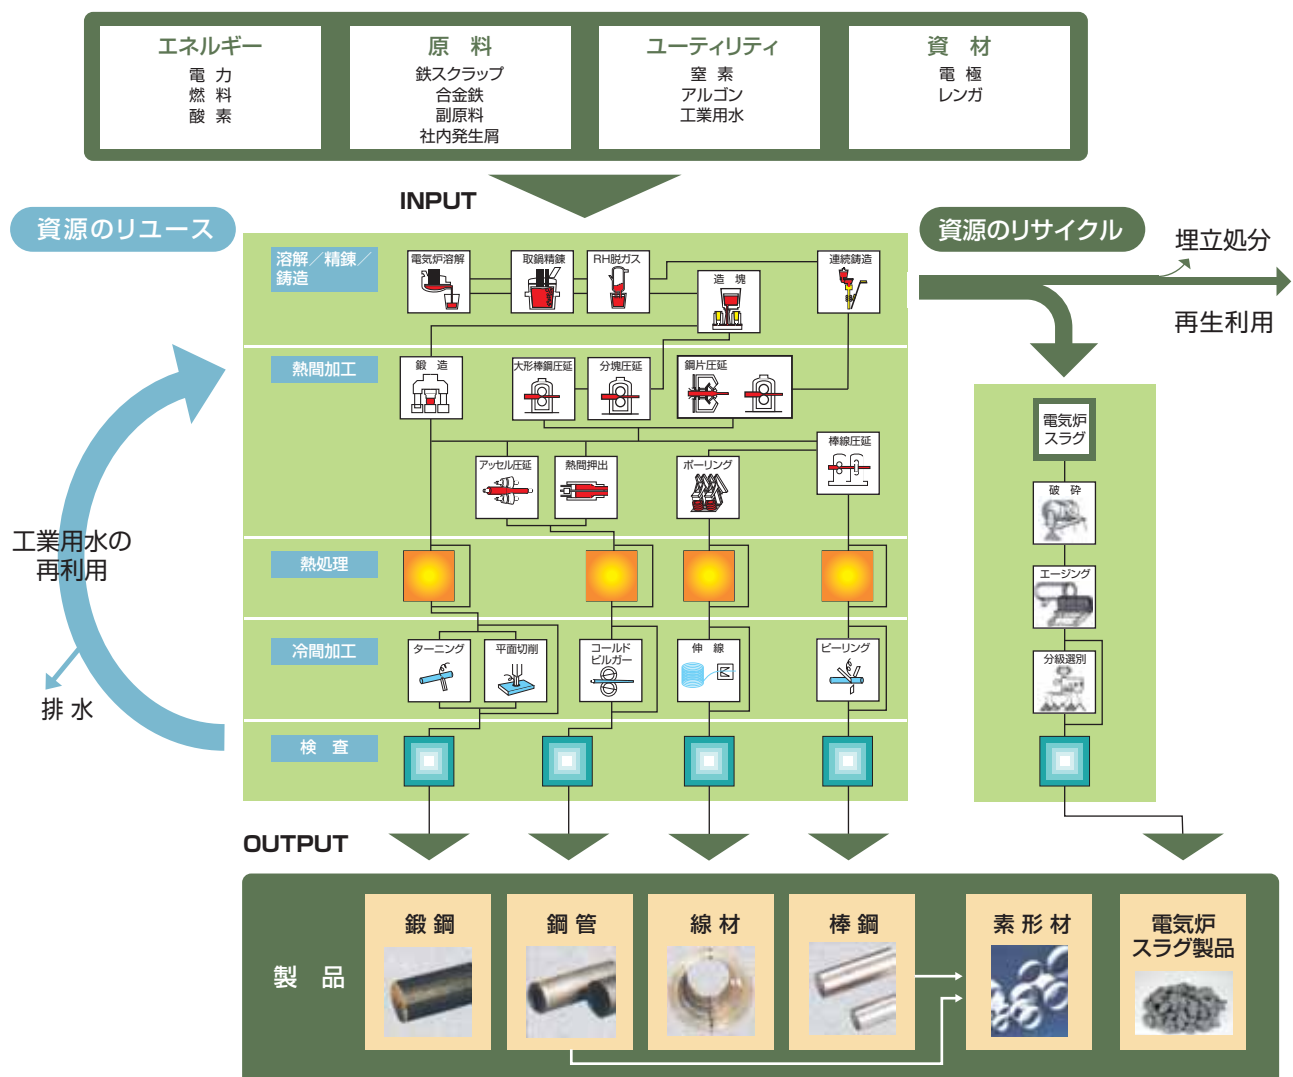 エネルギー
電 力
燃 料
酸 素
原 料
鉄スクラップ
合金鉄
副原料
社内発生屑
ユーティリティ
窒 素
アルゴン
工業用水
資 材
電 極
レンガ
INPUT
資源のリユース
資源のリサイクル
埋立処分
再生利用
溶解／精錬／
鋳造
電気炉溶解
取鍋精錬
RH脱ガス
造 塊
連続鋳造
熱間加工
鍛 造
大形棒鋼圧延
分塊圧延
鋼片圧延
アッセル圧延
熱間押出
ボーリング
棒線圧延
電気炉
スラグ
破 砕
エージング
分級選別
工業用水の
再利用
排 水
熱処理
冷間加工
ターニング
平面切削
コールド
ピルガー
伸 線
ピーリング
検 査
OUTPUT
製 品
鍛 鋼
鋼 管
線 材
棒 鋼
素 形 材
電気炉
スラグ製品